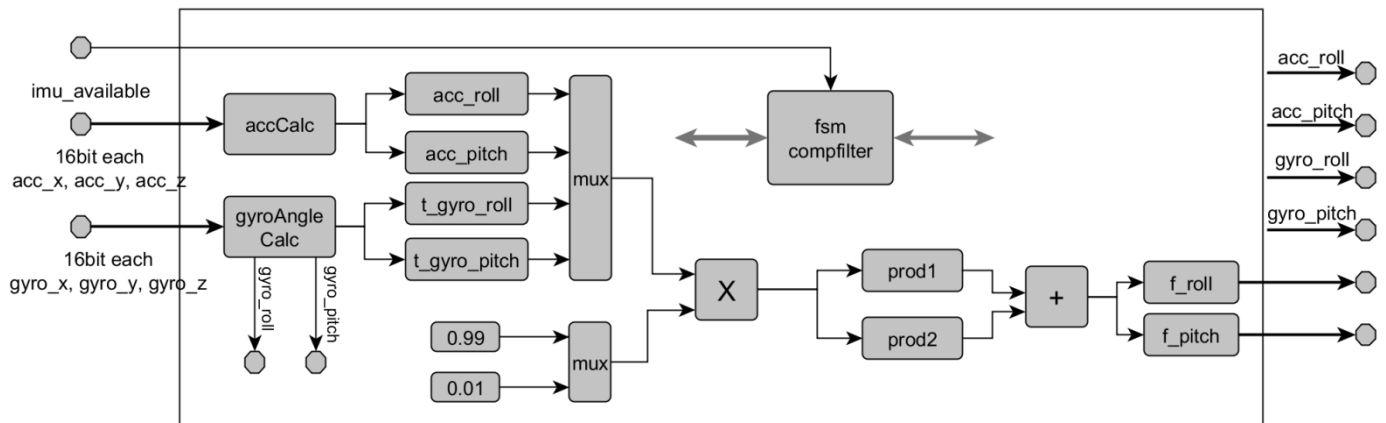 imu_available
16bit each
acc_x, acc_y, acc_z
16bit each
gyro_x, gyro_y, gyro_z
accCalc
gyroAngle
Calc
gyro_roll
gyro_pitch
acc_roll
acc_pitch
t_gyro_roll
t_gyro_pitch
mux
0.99
0.01
mux
fsm
compfilter
X
prod1
prod2
+
f_roll
f_pitch
acc_roll
acc_pitch
gyro_roll
gyro_pitch